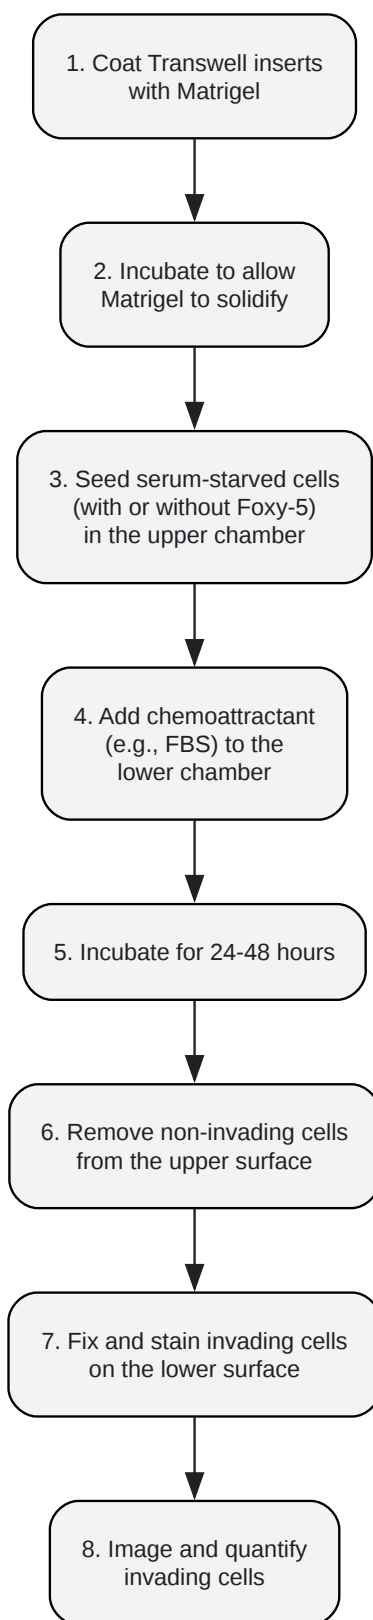 1. Coat Transwell inserts
with Matrigel
2. Incubate to allow
Matrigel to solidify
3. Seed serum-starved cells
(with or without Foxy-5)
in the upper chamber
4. Add chemoattractant
(e.g., FBS) to the
lower chamber
5. Incubate for 24-48 hours
6. Remove non-invading cells
from the upper surface
7. Fix and stain invading cells
on the lower surface
8. Image and quantify
invading cells